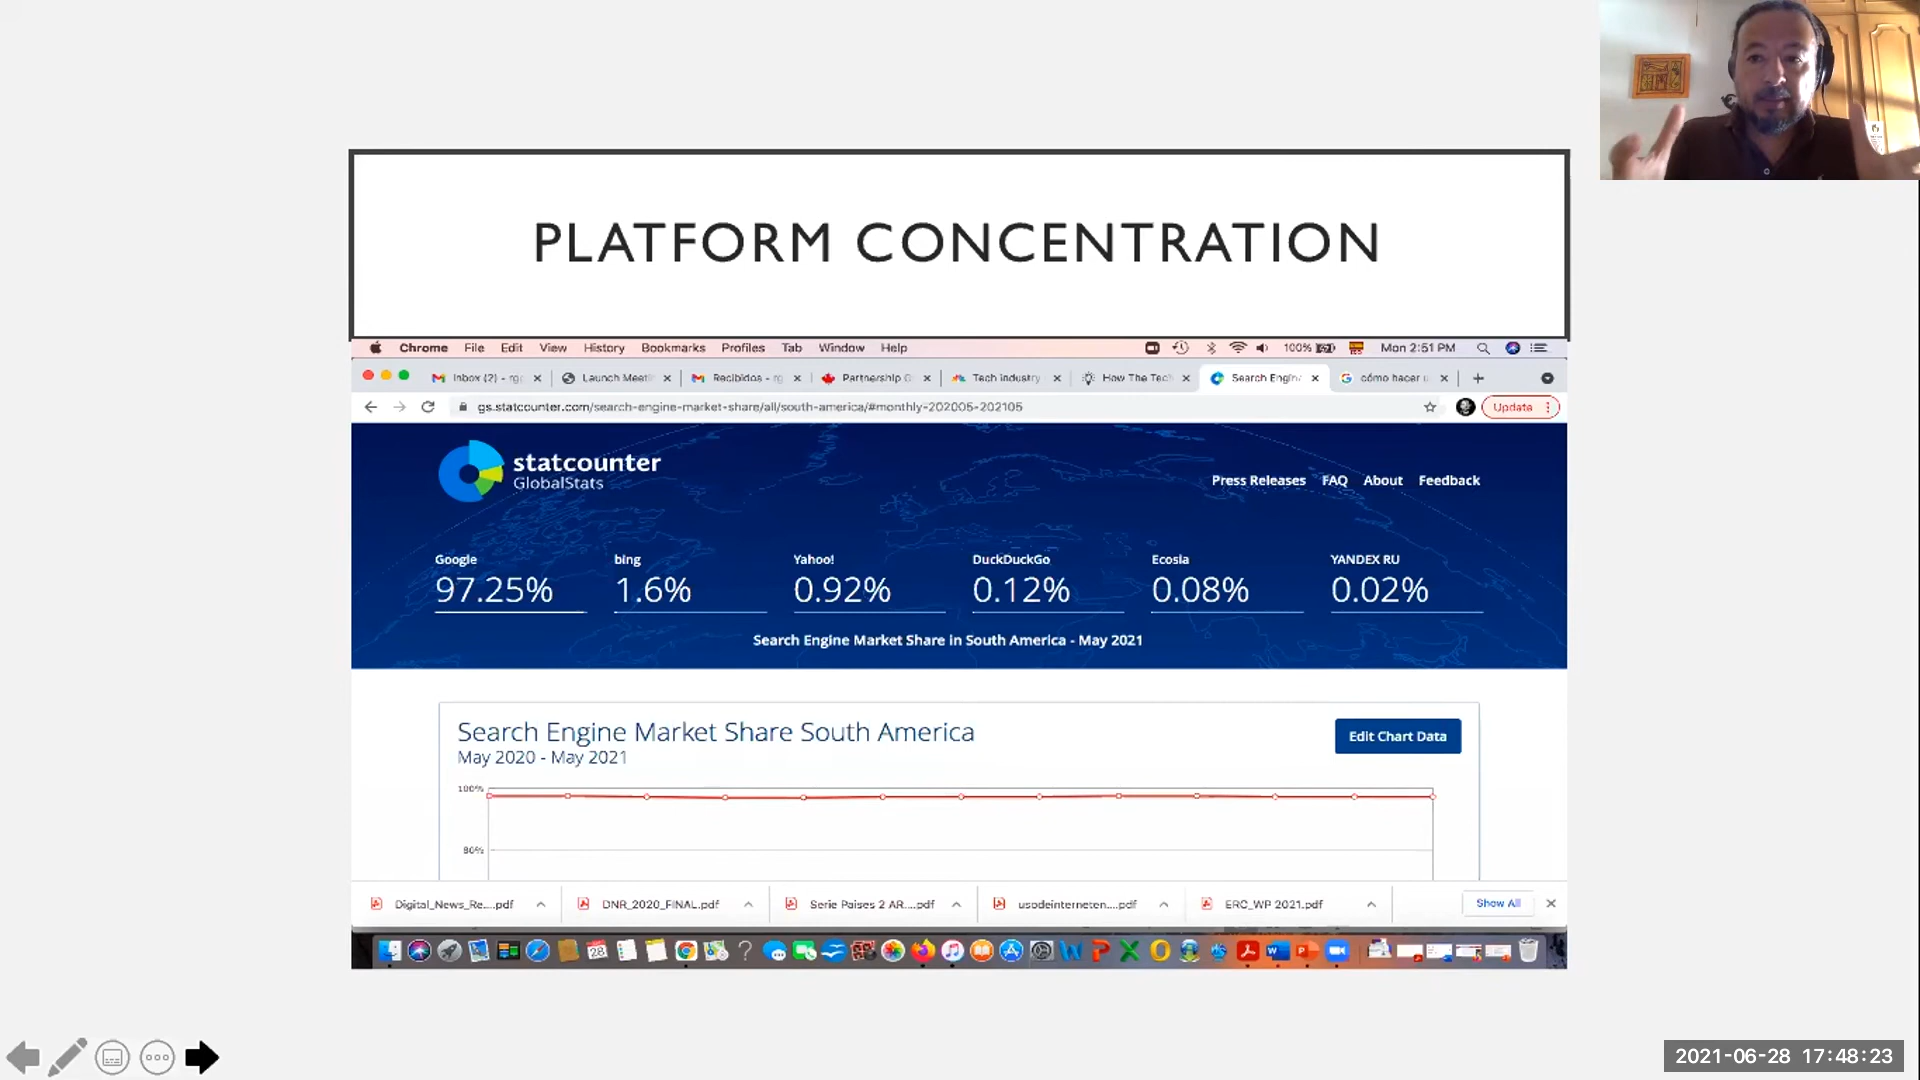 PLATFORM CONCENTRATION
Chrome File Edit View History Bookmarks Profiles Tab Window Help 100% Mon 2:51 PM
Inbox (2) - rg Launch Meeti Recibidos - rg Partnership G Tech industry How The Tec Search Engin cómo hacer u
gs.statcounter.com/search-engine-market-share/all/south-america/#monthly-202005-202105 Update
statcounter
GlobalStats
Press Releases FAQ About Feedback
Google bing Yahoo! DuckDuckGo Ecosia YANDEX RU
97.25% 1.6% 0.92% 0.12% 0.08% 0.02%
Search Engine Market Share in South America - May 2021
Search Engine Market Share South America
May 2020 - May 2021
Edit Chart Data
100%
80%
Digital_News_Re....pdf DNR_2020_FINAL.pdf Serie Paises 2 AR....pdf usodeinterneten....pdf ERC_WP 2021.pdf Show All
28
2021-06-28 17:48:23